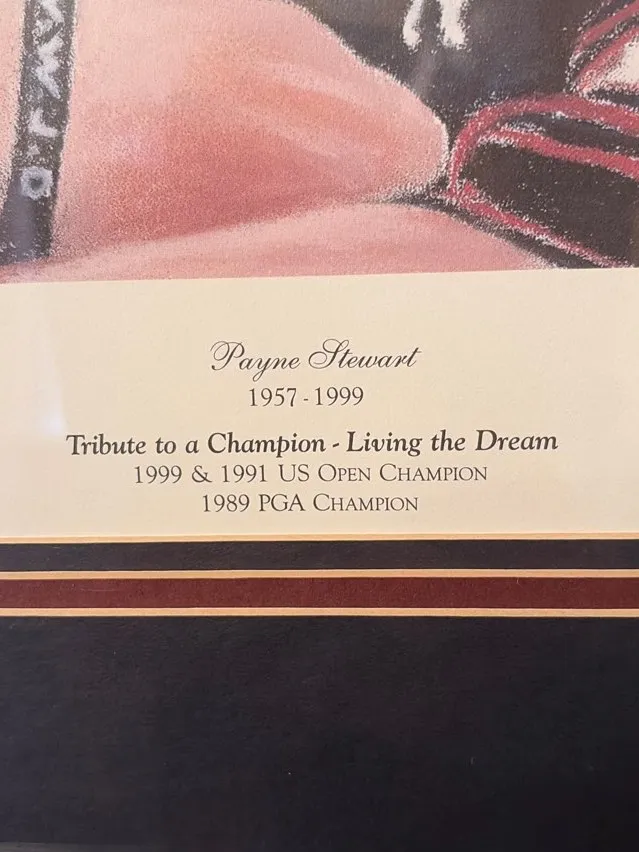 Payne Stewart
1957 - 1999
Tribute to a Champion - Living the Dream
1999 & 1991 US OPEN CHAMPION
1989 PGA CHAMPION